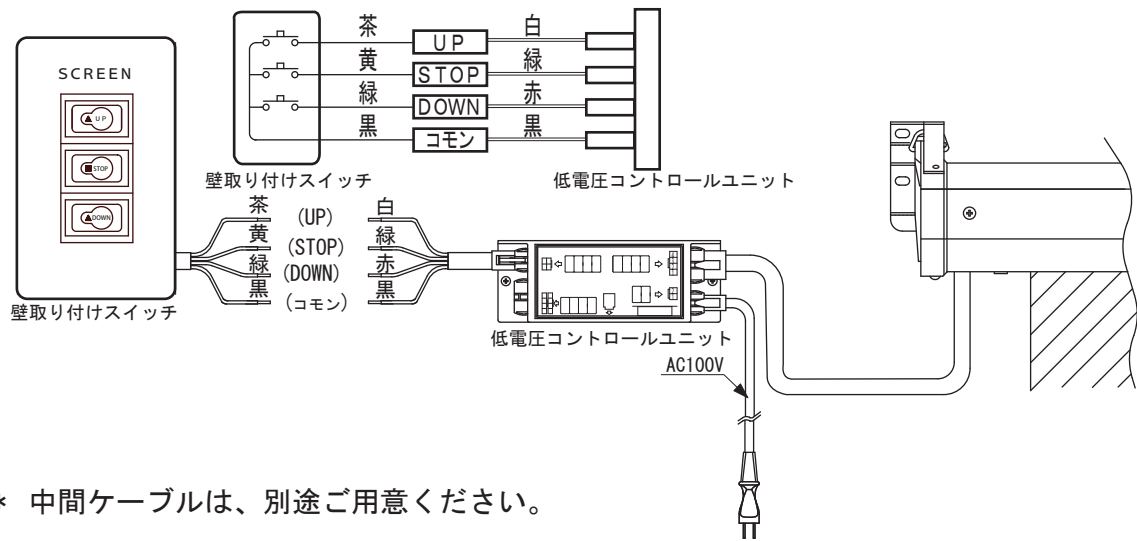 SCREEN
UP
STOP
DOWN
壁取り付けスイッチ
茶 UP 白
黄 STOP 緑
緑 DOWN 赤
黒 コモン 黒
壁取り付けスイッチ
低電圧コントロールユニット
茶 (UP) 白
黄 (STOP) 緑
緑 (DOWN) 赤
黒 (コモン) 黒
低電圧コントロールユニット
AC100V
* 中間ケーブルは、別途ご用意ください。